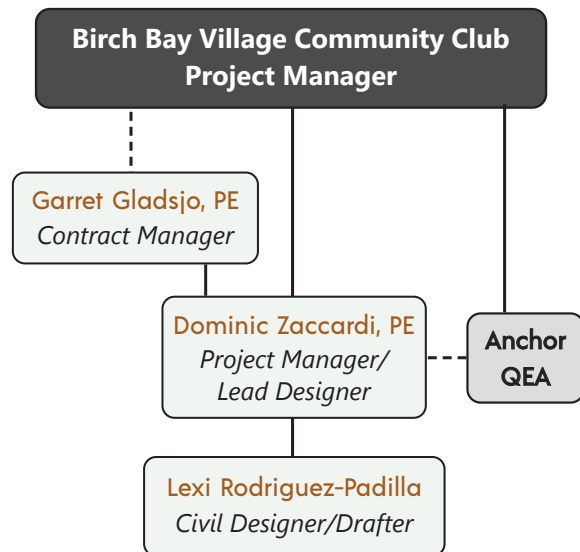 Birch Bay Village Community Club
Project Manager
Garret Gladsjo, PE
Contract Manager
Dominic Zaccardi, PE
Project Manager/
Lead Designer
Anchor
QEA
Lexi Rodriguez-Padilla
Civil Designer/Drafter